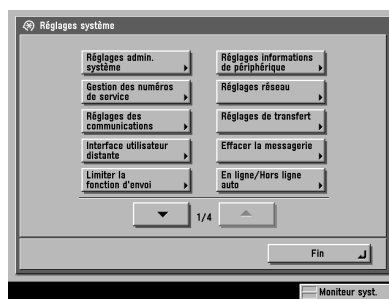 Réglages système
Réglages admin.
système
Réglages informations
de périphérique
Gestion des numéros
de service
Réglages réseau
Réglages des
communications
Réglages de transfert
Interface utilisateur
distante
Effacer la messagerie
Limiter la
fonction d'envoi
En ligne/Hors ligne
auto
1/4
Fin
Moniteur syst.